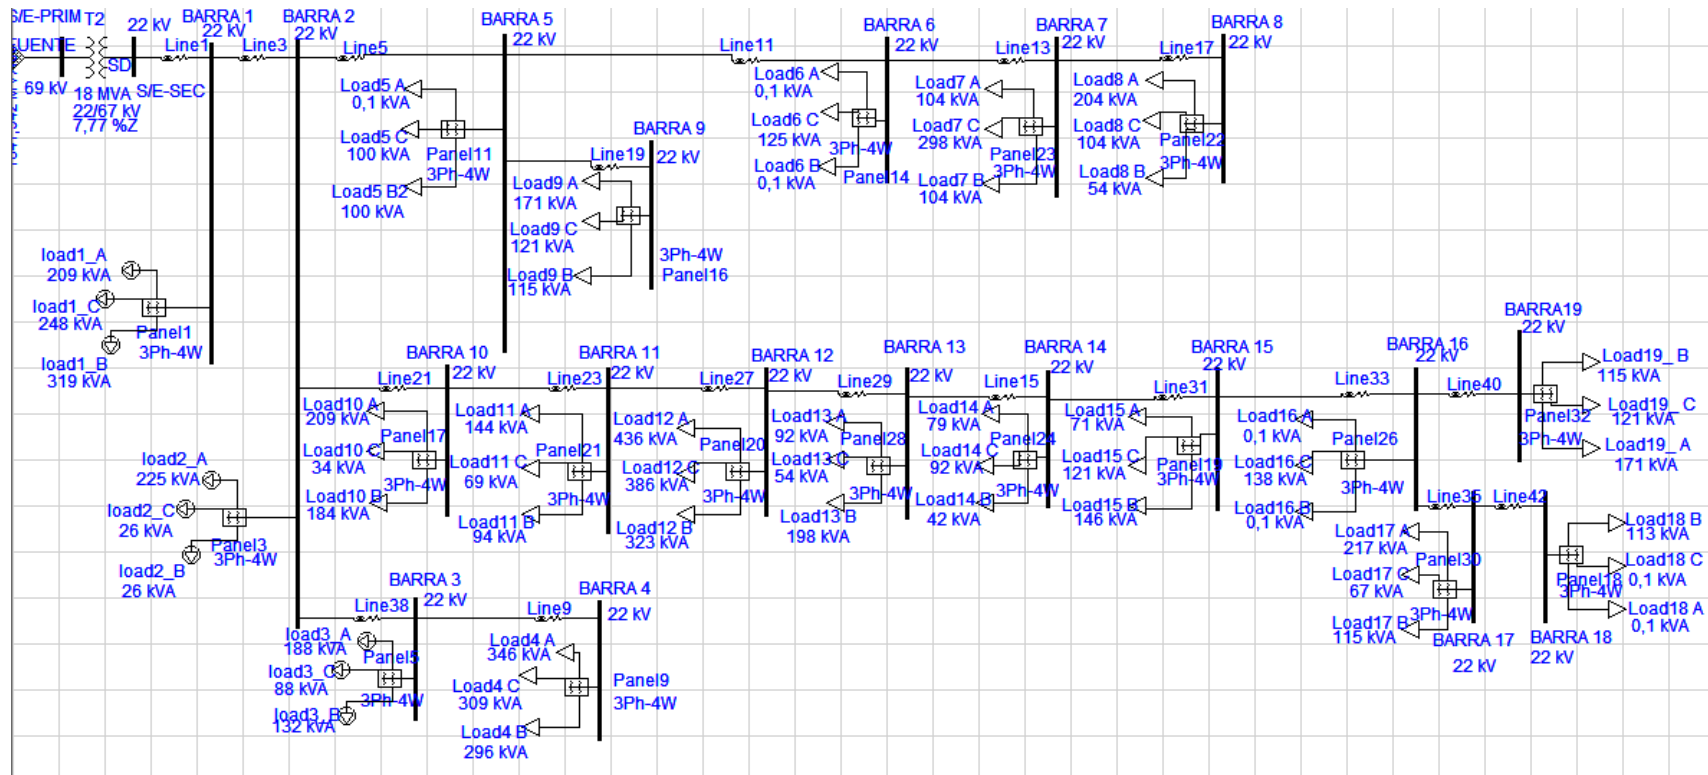 S/E-PRIM
T2
22 kV
BARRA 1
22 kV
BARRA 2
22 kV
BARRA 5
22 kV
BARRA 6
22 kV
BARRA 7
22 kV
BARRA 8
22 kV
Line1
Line3
Line5
Line11
Line13
Line17
SD
69 kV
18 MVA
S/E-SEC
22/67 kV
7,77 %Z
Load5 A
0,1 kVA
Load5 C
100 kVA
Panel11
3Ph-4W
Load5 B2
100 kVA
BARRA 9
22 kV
Line19
Load9 A
171 kVA
Load9 C
121 kVA
Load9 B
115 kVA
3Ph-4W
Panel16
Load6 A
0,1 kVA
Load6 C
125 kVA
3Ph-4W
Load6 B
0,1 kVA
Panel14
Load7 A
104 kVA
Load7 C
298 kVA
Panel23
3Ph-4W
Load7 B
104 kVA
Load8 A
204 kVA
Load8 C
104 kVA
Panel22
3Ph-4W
Load8 B
54 kVA
load1_A
209 kVA
load1_C
248 kVA
Panel1
3Ph-4W
load1_B
319 kVA
BARRA 10
22 kV
BARRA 11
22 kV
BARRA 12
22 kV
BARRA 13
22 kV
BARRA 14
22 kV
BARRA 15
22 kV
BARRA 16
22 kV
BARRA19
22 kV
Line21
Line23
Line27
Line29
Line15
Line31
Line33
Line40
Load10 A
209 kVA
Load10 C
34 kVA
Panel17
3Ph-4W
Load10 B
184 kVA
Load11 A
144 kVA
Load11 C
69 kVA
Panel21
3Ph-4W
Load11 B
94 kVA
Load12 A
436 kVA
Load12 C
386 kVA
Panel20
3Ph-4W
Load12 B
323 kVA
Load13 A
92 kVA
Load13 C
54 kVA
Panel28
3Ph-4W
Load13 B
198 kVA
Load14 A
79 kVA
Load14 C
92 kVA
Panel24
3Ph-4W
Load14 B
42 kVA
Load15 A
71 kVA
Load15 C
121 kVA
Panel19
3Ph-4W
Load15 B
146 kVA
Load16 A
0,1 kVA
Load16 C
138 kVA
Panel26
3Ph-4W
Load16 B
0,1 kVA
Load19_ B
115 kVA
Load19_ C
121 kVA
Panel32
3Ph-4W
Load19_ A
171 kVA
load2_A
225 kVA
load2_C
26 kVA
Panel3
3Ph-4W
load2_B
26 kVA
Line35
Line42
Load17 A
217 kVA
Panel30
Load17 C
67 kVA
3Ph-4W
Load17 B
115 kVA
BARRA 17
22 kV
Load18 B
113 kVA
Load18 C
0,1 kVA
Panel18
3Ph-4W
Load18 A
0,1 kVA
BARRA 18
22 kV
BARRA 3
22 kV
BARRA 4
22 kV
Line38
Line9
load3_A
188 kVA
Panel5
load3_C
88 kVA
3Ph-4W
load3_B
132 kVA
Load4 A
346 kVA
Load4 C
309 kVA
Panel9
3Ph-4W
Load4 B
296 kVA